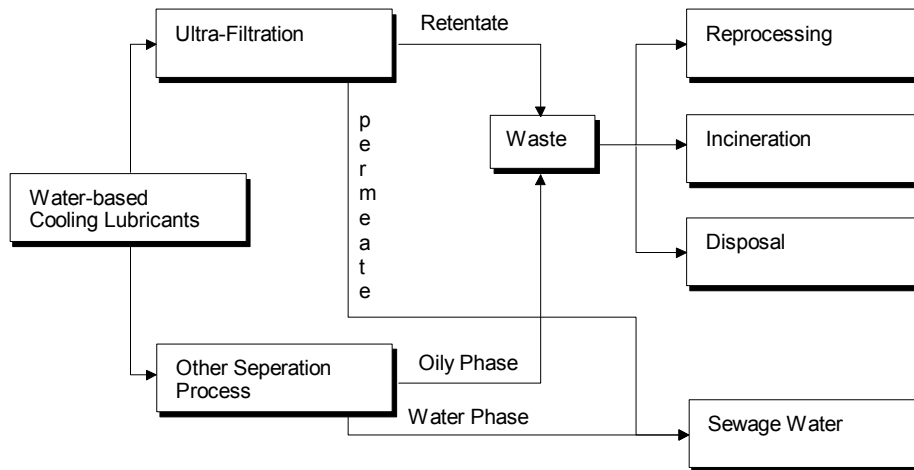 Ultra-Filtration
Retentate
Reprocessing
permeate
Waste
Incineration
Water-based
Cooling Lubricants
Disposal
Other Seperation
Process
Oily Phase
Water Phase
Sewage Water